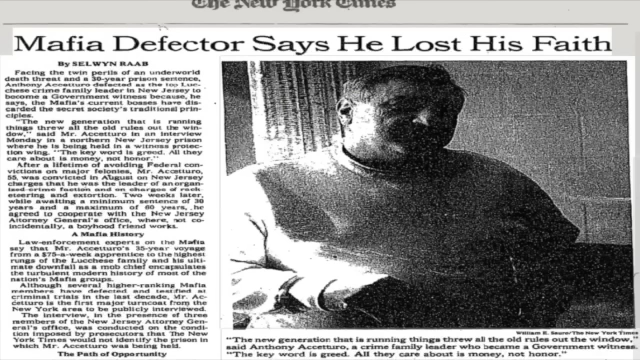 The New York Times
Mafia Defector Says He Lost His Faith
By SELWYN RAAB
Facing the twin perils of an underworld
death threat and a 30-year prison sentence,
Anthony Accetturo defected as the top Luc-
chese crime family leader in New Jersey to
become a Government witness because, he
says, the Mafia's current bosses have dis-
carded the secret society's traditional prin-
ciples.
"The new generation that is running
things threw all the old rules out the win-
dow," said Mr. Accetturo in an interview
Monday in a northern New Jersey prison
where he is being held in a witness protec-
tion wing. "The key word is greed. All they
care about is money, not honor."
After a lifetime of avoiding Federal con-
victions on major felonies, Mr. Accetturo,
55, was convicted in August on New Jersey
charges that he was the leader of an organ-
ized-crime faction and on charges of rack-
eteering and extortion. Two weeks later,
while awaiting a minimum sentence of 30
years and a maximum of 60 years, he
agreed to cooperate with the New Jersey
Attorney General's office, where, not co-
incidentally, a boyhood friend works.
A Mafia History
Law-enforcement experts on the Mafia
say that Mr. Accetturo's 35-year voyage
from a $75-a-week apprentice to the highest
rungs of the Lucchese family and his ulti-
mate downfall as a mob chief encapsulates
the turbulent modern history of most of the
nation's Mafia groups.
Although several higher-ranking Mafia
members have defected and testified at
criminal trials in the last decade, Mr. Ac-
cetturo is the first major turncoat from the
New York area to be publicly interviewed.
The interview, in the presence of three
members of the New Jersey Attorney Gen-
eral's office, was conducted on the condi-
tion imposed by prosecutors that The New
York Times would not identify the prison in
which Mr. Accetturo was being held.
The Path of Opportunity
William E. Sauro/The New York Times
"The new generation that is running things threw all the old rules out the window,"
said Anthony Accetturo, a crime family leader who became a Government witness.
"The key word is greed. All they care about is money, not honor."